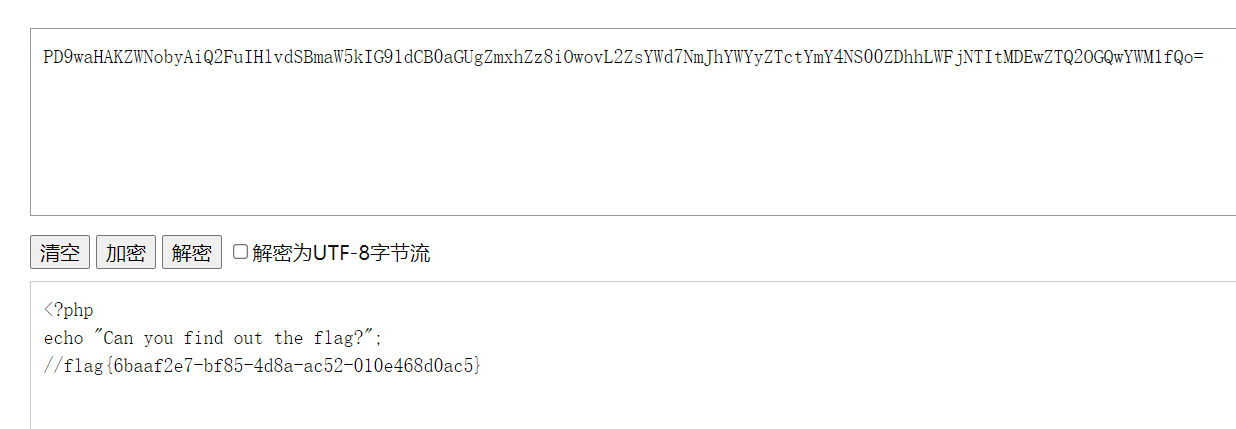 PD9waHAKZWNobyAiQ2FuIHlvdSBmaW5kIG91dCB0aGUgZmxhZz8iOwovL2ZsYWd7NmJhYWYyZTctYmY4NS00ZDhhLWFjNTItMDEwZTQ2OGQwYWM1fQo=
清空 加密 解密 解密为UTF-8字节流
<?php
echo "Can you find out the flag?";
//flag{6baaf2e7-bf85-4d8a-ac52-010e468d0ac5}